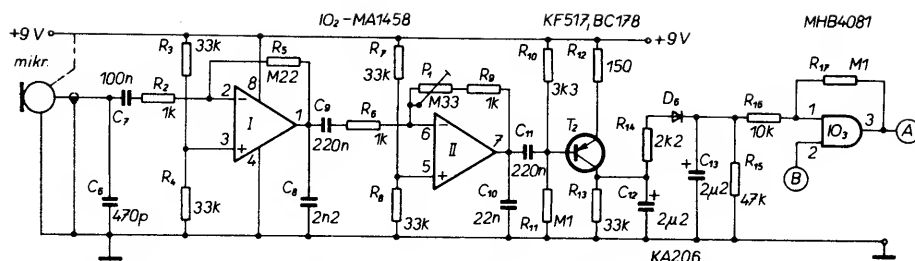 IO2-MA1458 KF517, BC178 MHB4081
+9V R3 33k R5 M22 R7 33k P1 M33 R9 1k R10 3k3 R12 150 +9V R17 M1
mikr. 100n C7 R2 1k 2 - 8 I 1 3 + 4 C9 220n R6 1k 6 - II 7 5 + C11 220n T2 R14 2k2 D6 R16 10k 1 IO3 3 A 2 B
C6 470p R4 33k C8 2n2 R8 33k C10 22n R11 M1 R13 33k C12 + 2µ2 + C13 2µ2 R15 47k
KA206